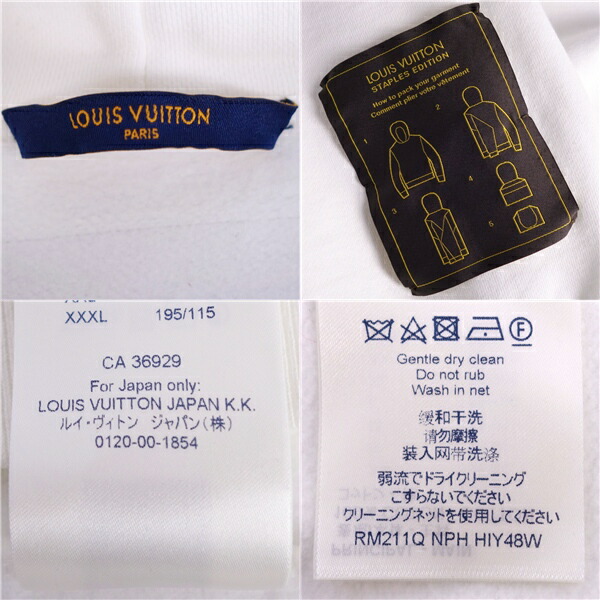 LOUIS VUITTON
PARIS
LOUIS VUITTON
STAPLES EDITION
How to pack your garment
Comment plier votre vêtement
1
2
3
4
5
XXXL 195/115
CA 36929
For Japan only:
LOUIS VUITTON JAPAN K.K.
ルイ・ヴィトン ジャパン(株)
0120-00-1854
F
Gentle dry clean
Do not rub
Wash in net
缓和干洗
请勿摩擦
装入网带洗涤
弱流でドライクリーニング
こすらないでください
クリーニングネットを使用してください
RM211Q NPH HIY48W